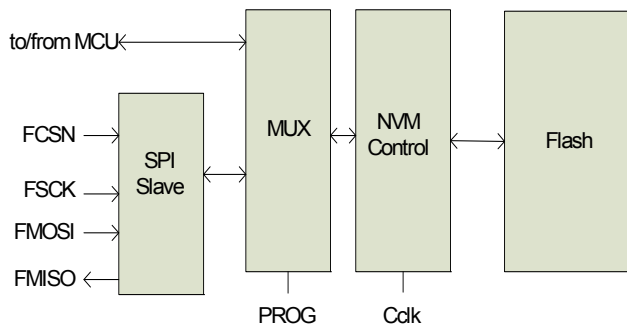 to/from MCU
FCSN
FSCK
FMOSI
FMISO
SPI
Slave
MUX
NVM
Control
Flash
PROG
Cclk